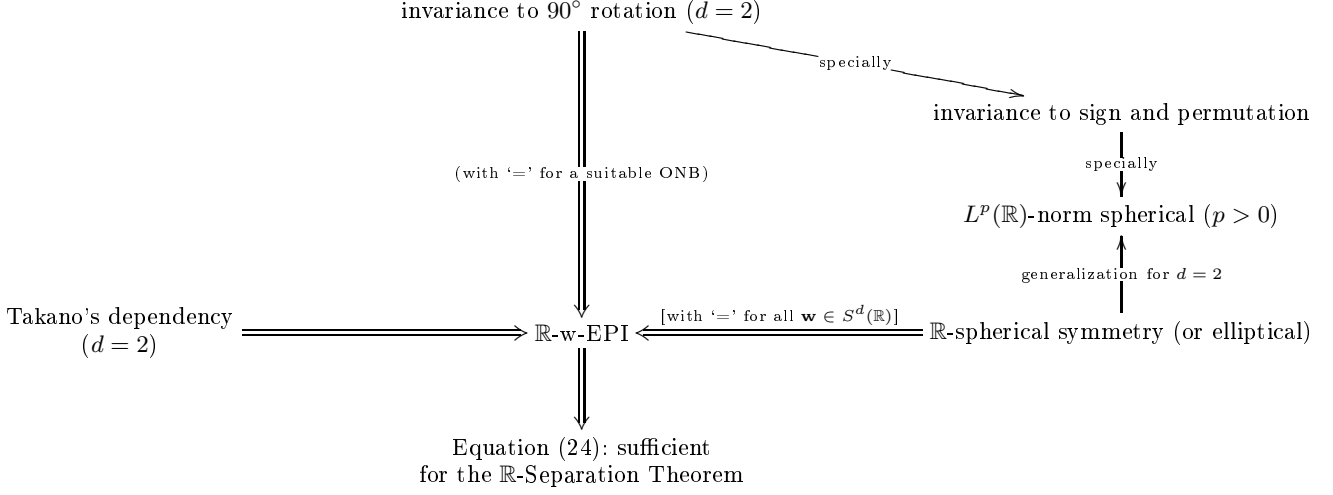 invariance to 90° rotation (d = 2)
specially
invariance to sign and permutation
specially
(with ‘=’ for a suitable ONB)
Lᵖ(ℝ)-norm spherical (p > 0)
generalization for d = 2
Takano’s dependency
(d = 2)
ℝ-w-EPI
[with ‘=’ for all 𝐰 ∈ Sᵈ(ℝ)]
ℝ-spherical symmetry (or elliptical)
Equation (24): sufficient
for the ℝ-Separation Theorem